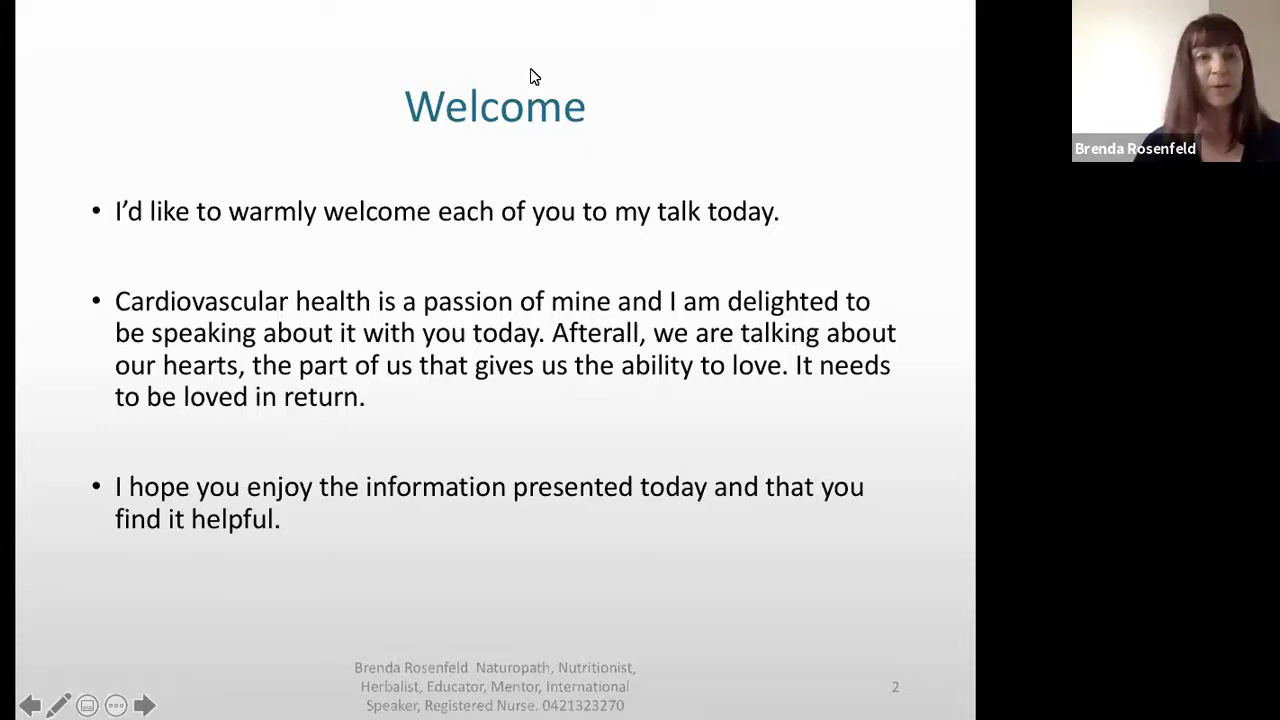 Welcome
• I’d like to warmly welcome each of you to my talk today.
• Cardiovascular health is a passion of mine and I am delighted to
be speaking about it with you today. Afterall, we are talking about
our hearts, the part of us that gives us the ability to love. It needs
to be loved in return.
• I hope you enjoy the information presented today and that you
find it helpful.
Brenda Rosenfeld Naturopath, Nutritionist,
Herbalist, Educator, Mentor, International
Speaker, Registered Nurse. 0421323270
2
Brenda Rosenfeld